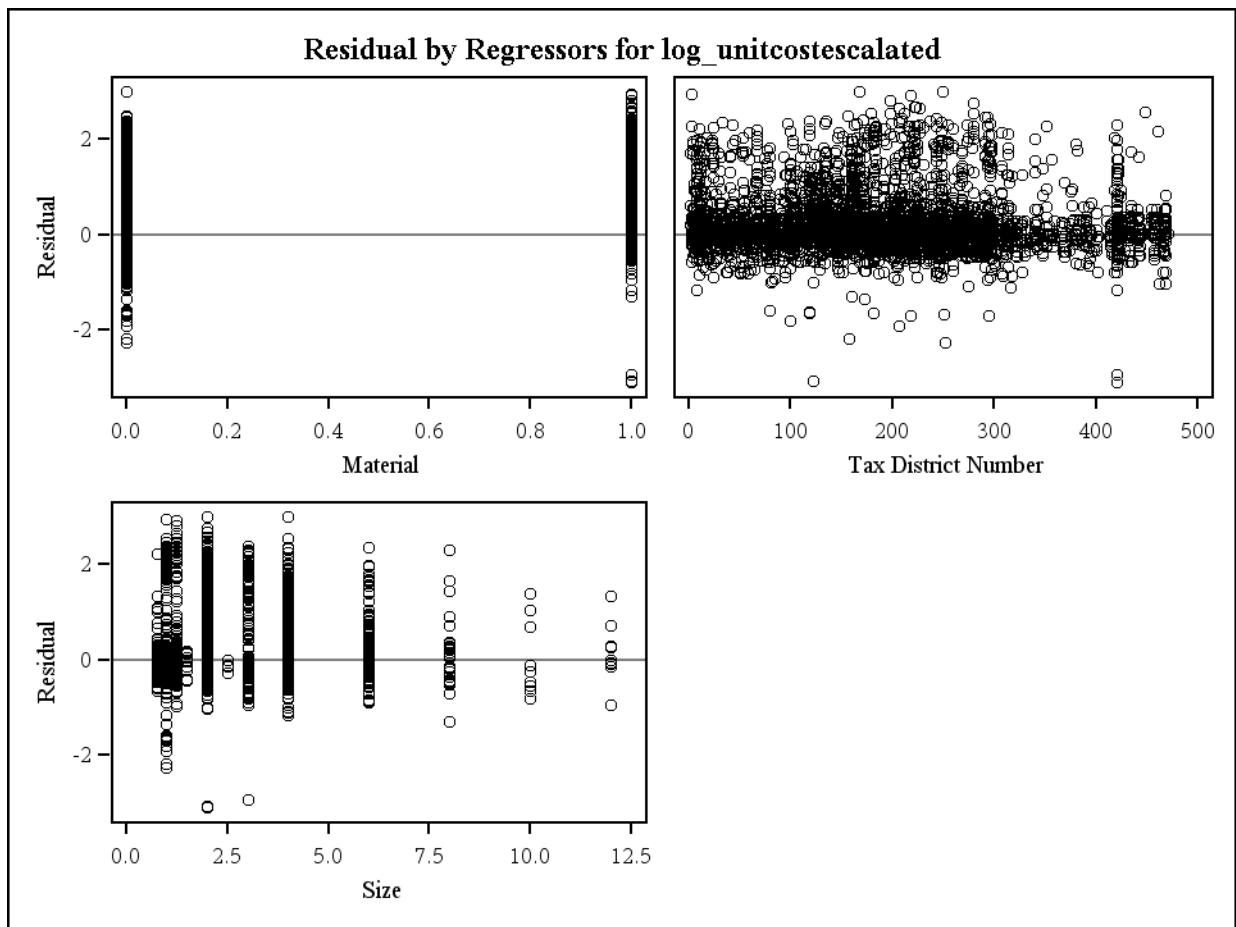 Residual by Regressors for log_unitcostescalated
2
0
-2
Residual
0.0 0.2 0.4 0.6 0.8 1.0
Material
0 100 200 300 400 500
Tax District Number
2
0
-2
Residual
0.0 2.5 5.0 7.5 10.0 12.5
Size